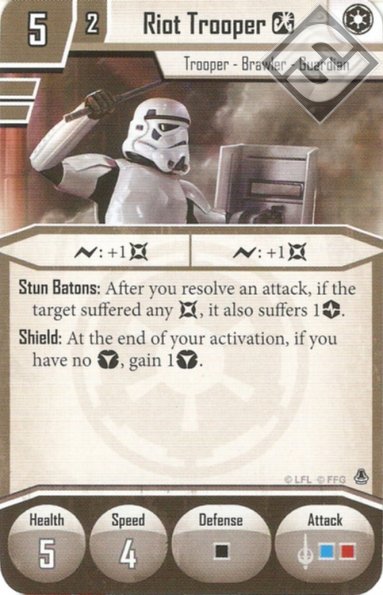 5 2 Riot Trooper
Trooper - Brawler - Guardian
: +1 : +1
Stun Batons: After you resolve an attack, if the
target suffered any , it also suffers 1 .
Shield: At the end of your activation, if you
have no , gain 1 .
© LFL © FFG
Health Speed Defense Attack
5 4